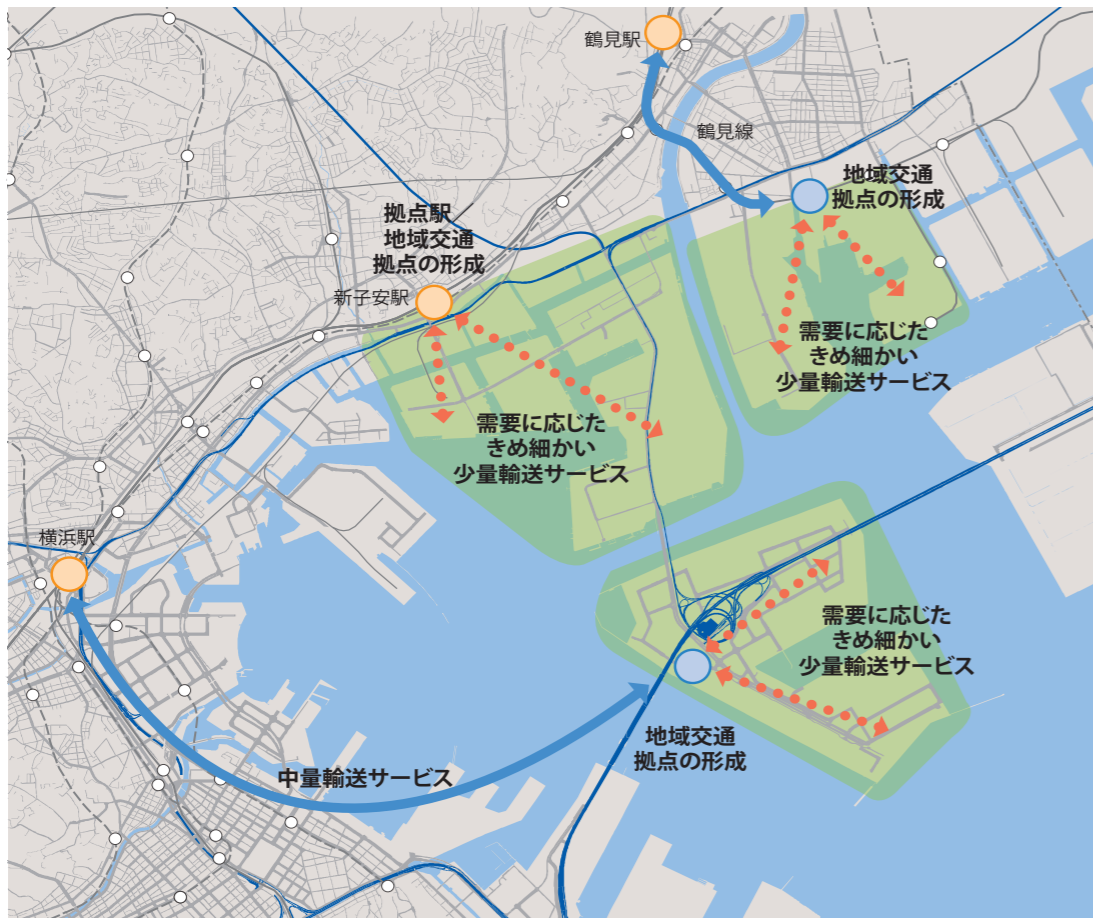 鶴見駅
鶴見線
地域交通
拠点の形成
拠点駅
地域交通
拠点の形成
新子安駅
需要に応じた
きめ細かい
少量輸送サービス
需要に応じた
きめ細かい
少量輸送サービス
横浜駅
需要に応じた
きめ細かい
少量輸送サービス
地域交通
拠点の形成
中量輸送サービス